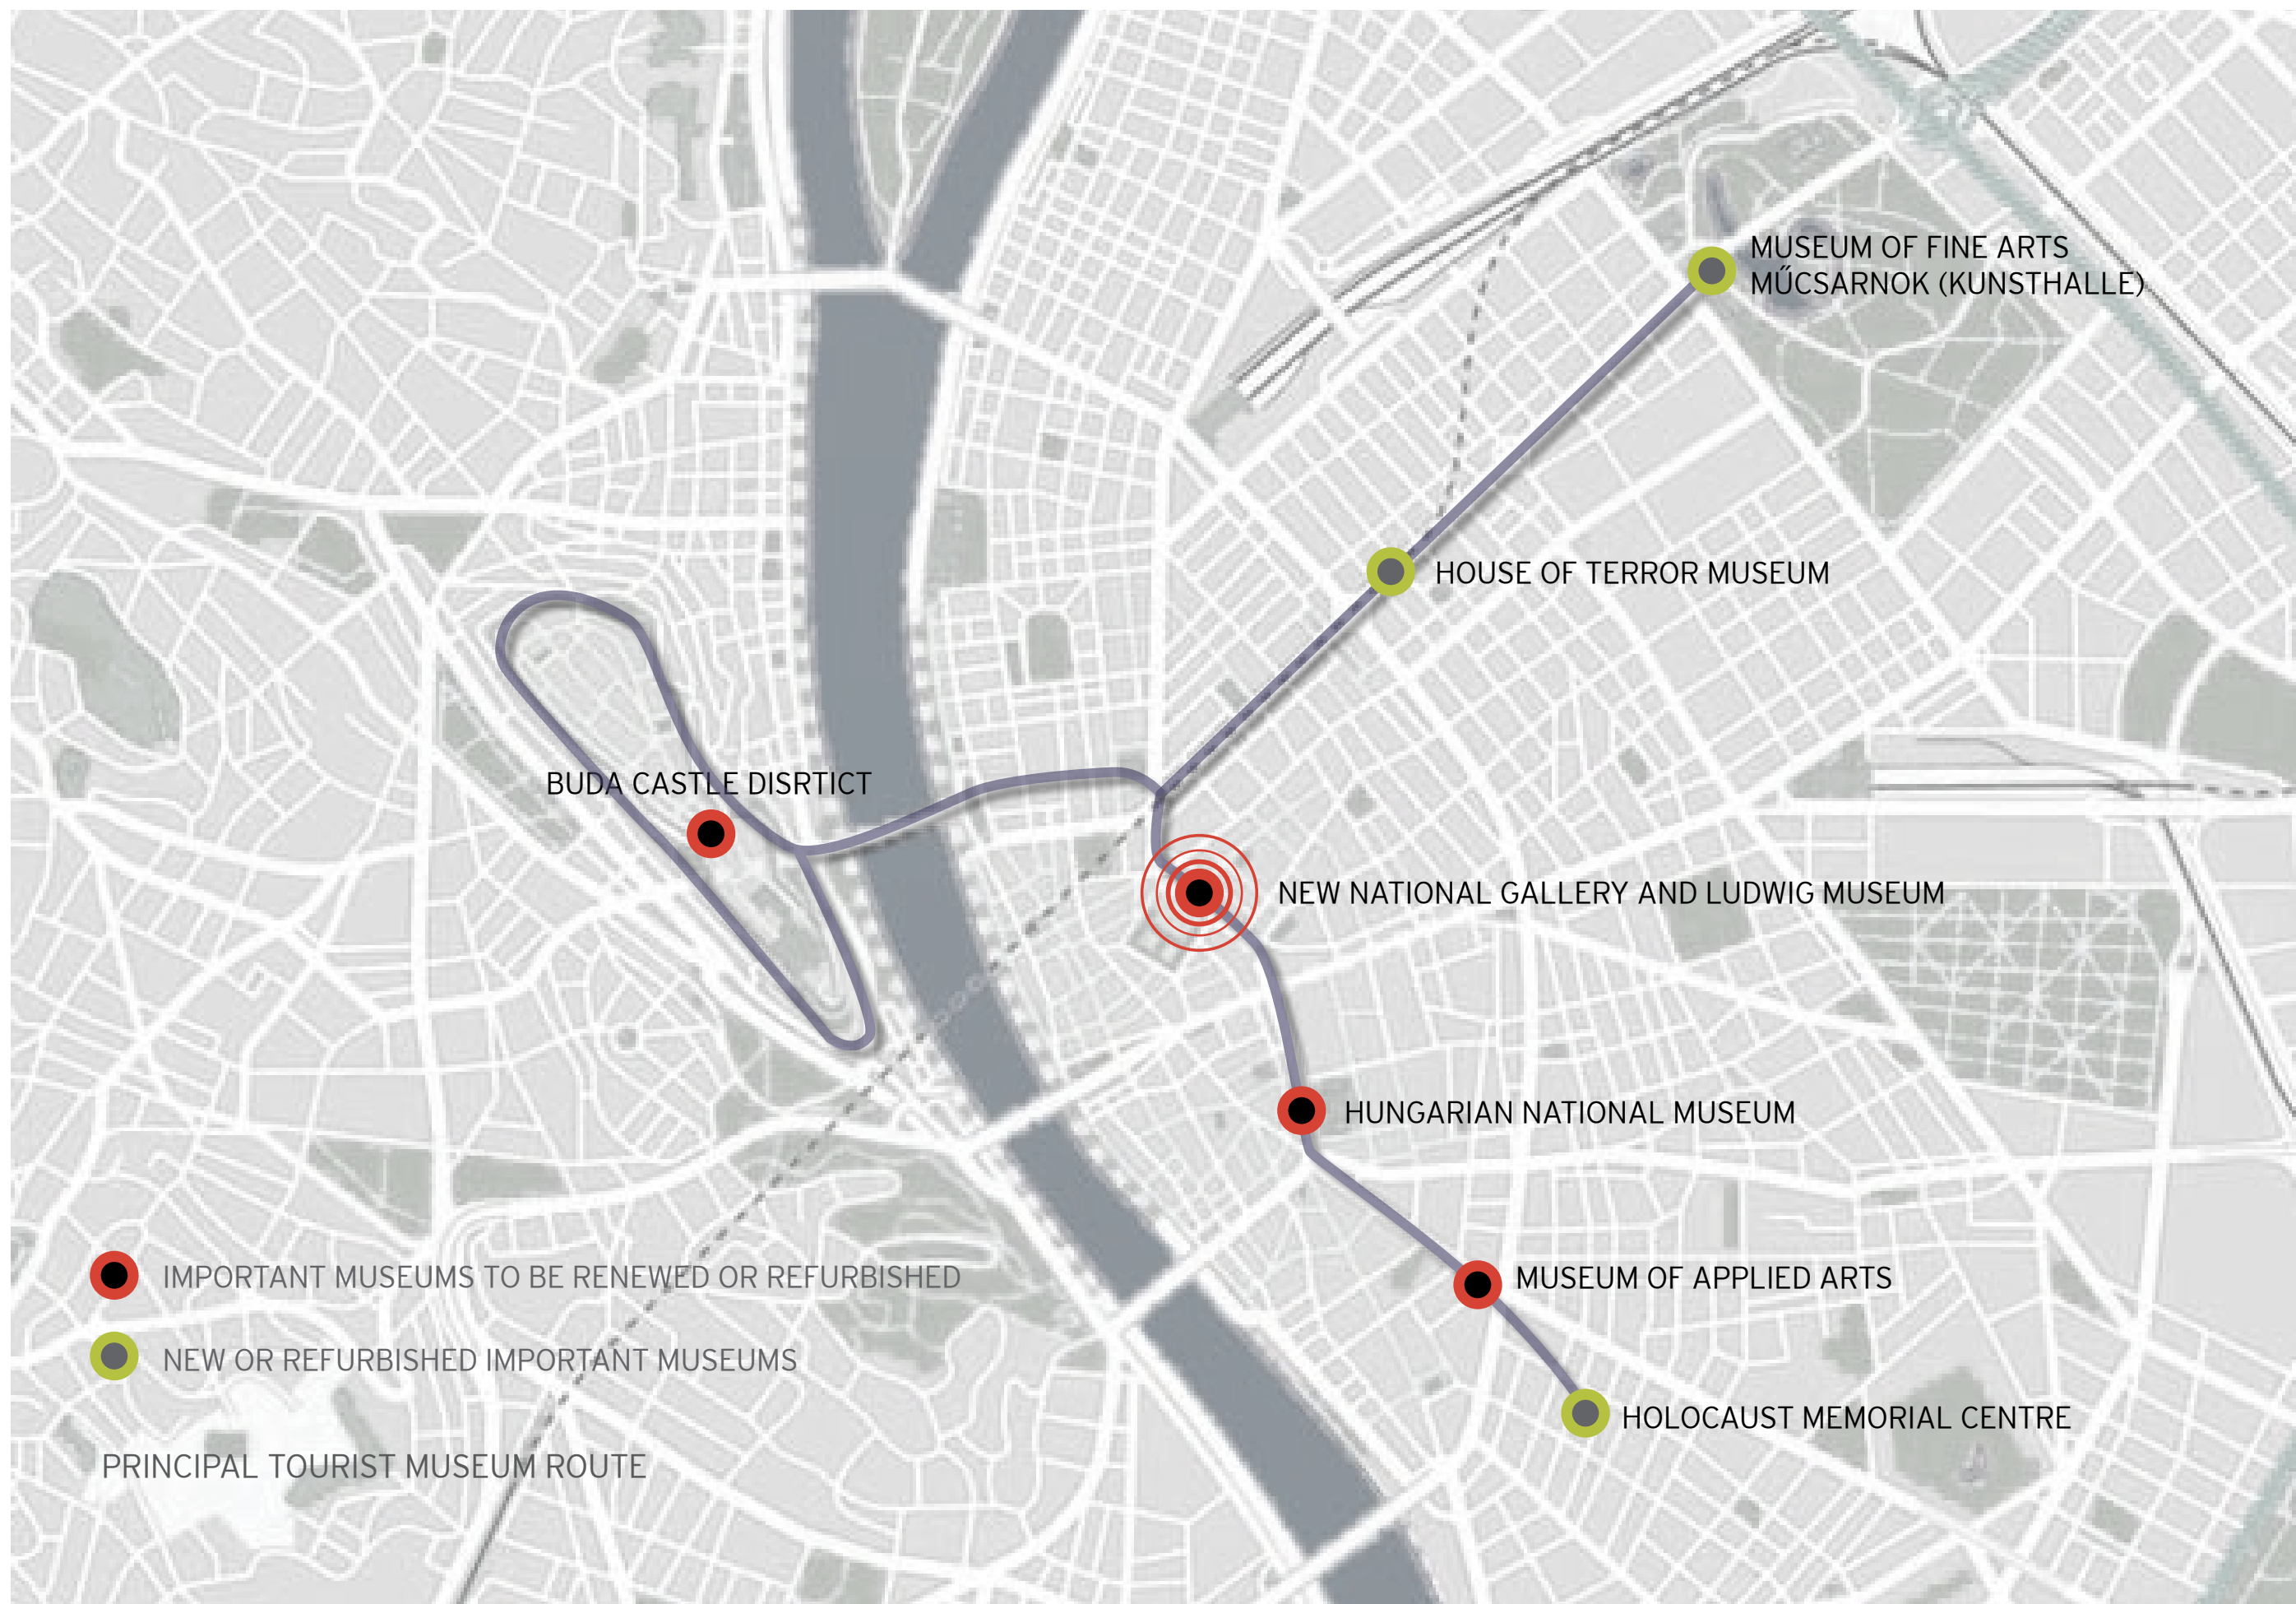 MUSEUM OF FINE ARTS
MŰCSARNOK (KUNSTHALLE)
HOUSE OF TERROR MUSEUM
BUDA CASTLE DISRTICT
NEW NATIONAL GALLERY AND LUDWIG MUSEUM
HUNGARIAN NATIONAL MUSEUM
MUSEUM OF APPLIED ARTS
HOLOCAUST MEMORIAL CENTRE
IMPORTANT MUSEUMS TO BE RENEWED OR REFURBISHED
NEW OR REFURBISHED IMPORTANT MUSEUMS
PRINCIPAL TOURIST MUSEUM ROUTE